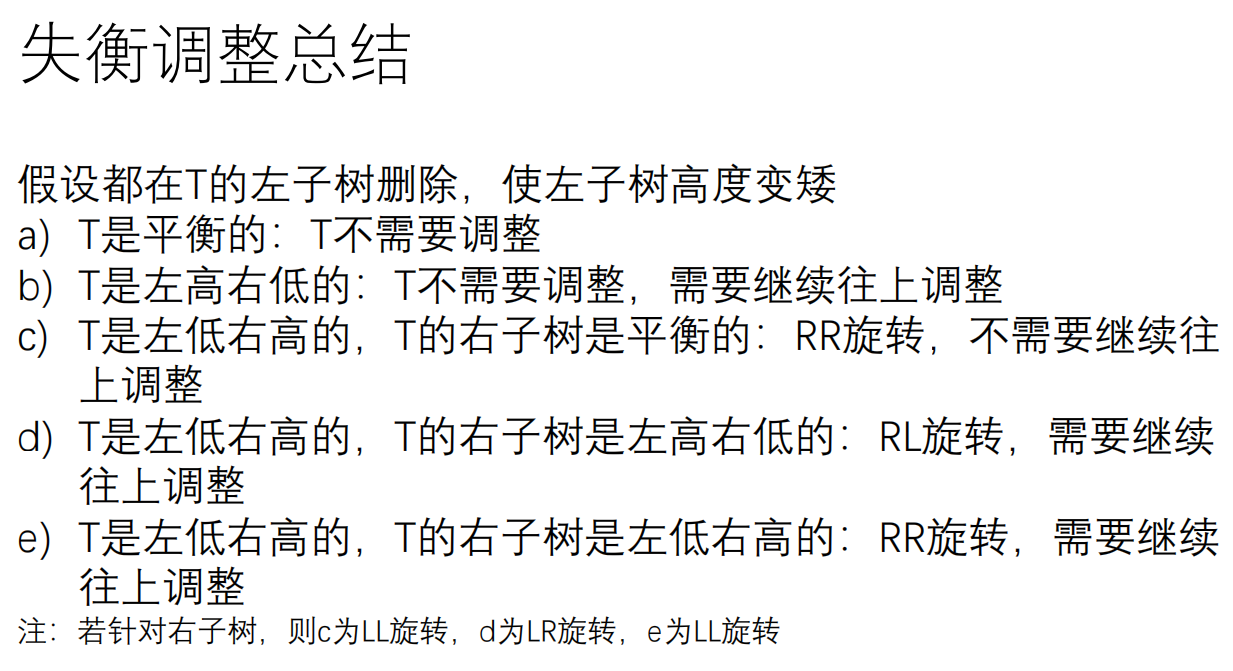 失衡调整总结
假设都在T的左子树删除，使左子树高度变矮
a) T是平衡的：T不需要调整
b) T是左高右低的：T不需要调整，需要继续往上调整
c) T是左低右高的，T的右子树是平衡的：RR旋转，不需要继续往
上调整
d) T是左低右高的，T的右子树是左高右低的：RL旋转，需要继续
往上调整
e) T是左低右高的，T的右子树是左低右高的：RR旋转，需要继续
往上调整
注：若针对右子树，则c为LL旋转，d为LR旋转，e为LL旋转